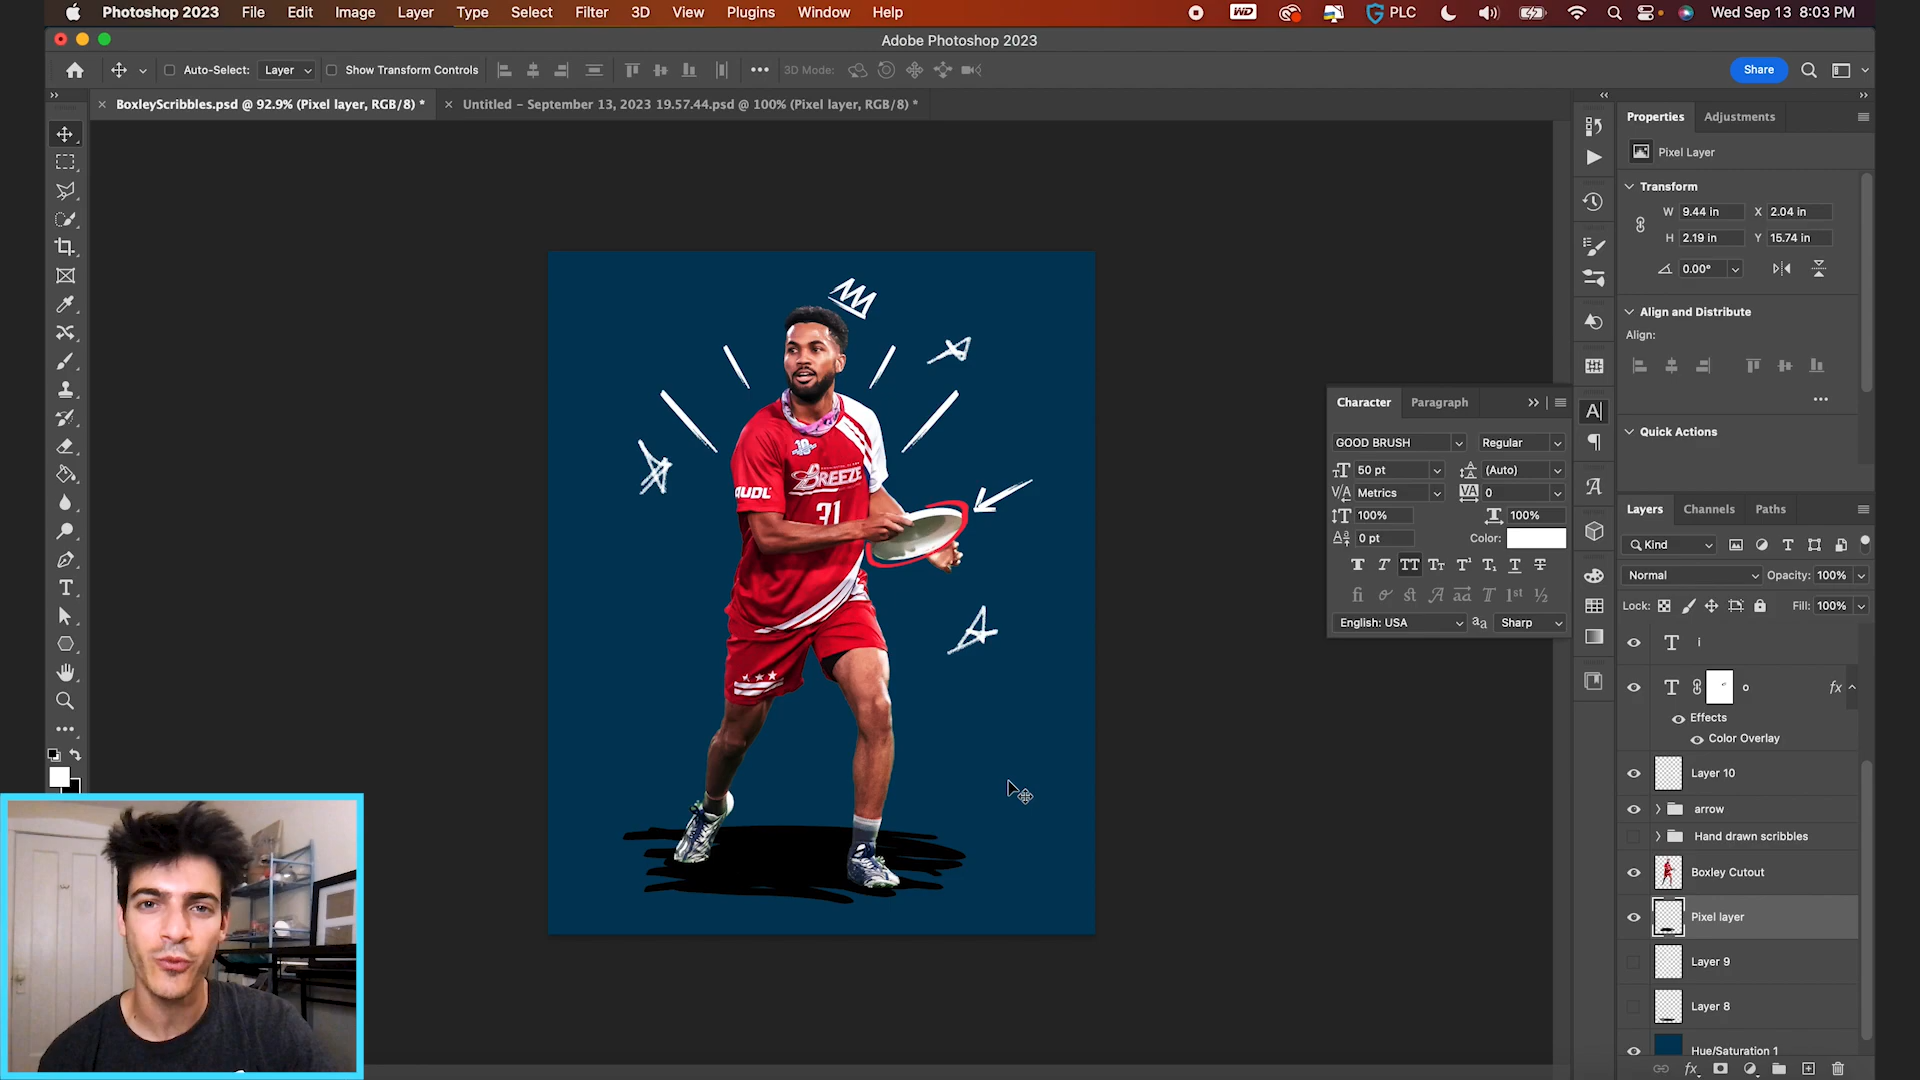 Photoshop 2023 File Edit Image Layer Type Select Filter 3D View Plugins Window Help
WD PLC Wed Sep 13 8:03 PM
Adobe Photoshop 2023
Auto-Select: Layer Show Transform Controls 3D Mode: Share
BoxleyScribbles.psd @ 92.9% (Pixel layer, RGB/8) *
Untitled – September 13, 2023 19.57.44.psd @ 100% (Pixel layer, RGB/8) *
Properties Adjustments
Pixel Layer
Transform
W 9.44 in X 2.04 in
H 2.19 in Y 15.74 in
0.00°
Align and Distribute
Align:
Quick Actions
Character Paragraph
GOOD BRUSH Regular
50 pt (Auto)
Metrics 0
100% 100%
0 pt Color:
English: USA Sharp
Layers Channels Paths
Kind
Normal Opacity: 100%
Lock: Fill: 100%
i
o fx
Effects
Color Overlay
Layer 10
arrow
Hand drawn scribbles
Boxley Cutout
Pixel layer
Layer 9
Layer 8
Hue/Saturation 1
fx
10
BREEZE
AUDL
31